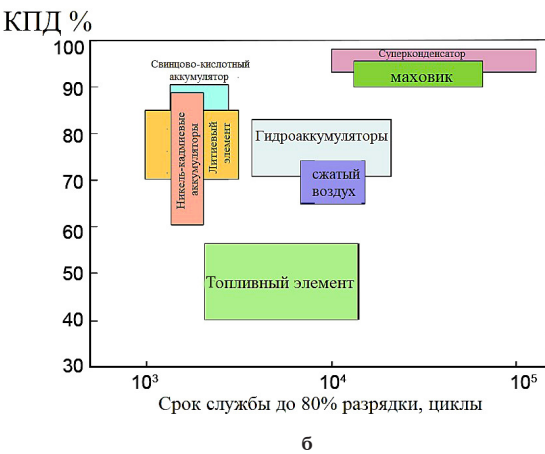 КПД %
100
90
80
70
60
50
40
30
Свинцово-кислотный
аккумулятор
Суперконденсатор
маховик
Никель-кадмиевые
аккумуляторы
Литиевый
элемент
Гидроаккумуляторы
сжатый
воздух
Топливный элемент
10³
10⁴
10⁵
Срок службы до 80% разрядки, циклы
б